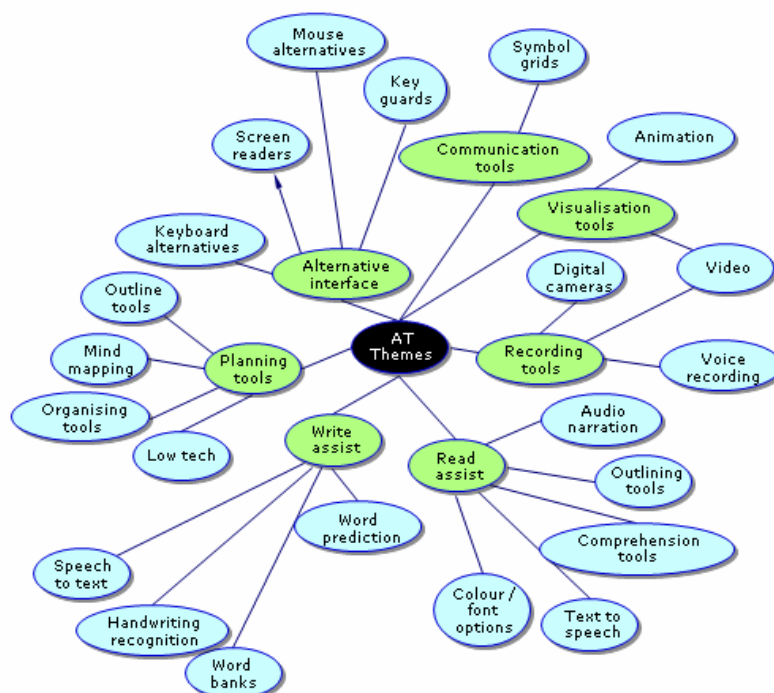 Mouse
alternatives
Symbol
grids
Key
guards
Screen
readers
Communication
tools
Animation
Visualisation
tools
Keyboard
alternatives
Alternative
interface
Digital
cameras
Video
Outline
tools
AT
Themes
Mind
mapping
Planning
tools
Recording
tools
Voice
recording
Organising
tools
Low tech
Write
assist
Read
assist
Audio
narration
Outlining
tools
Word
prediction
Comprehension
tools
Speech
to text
Handwriting
recognition
Word
banks
Colour /
font
options
Text to
speech